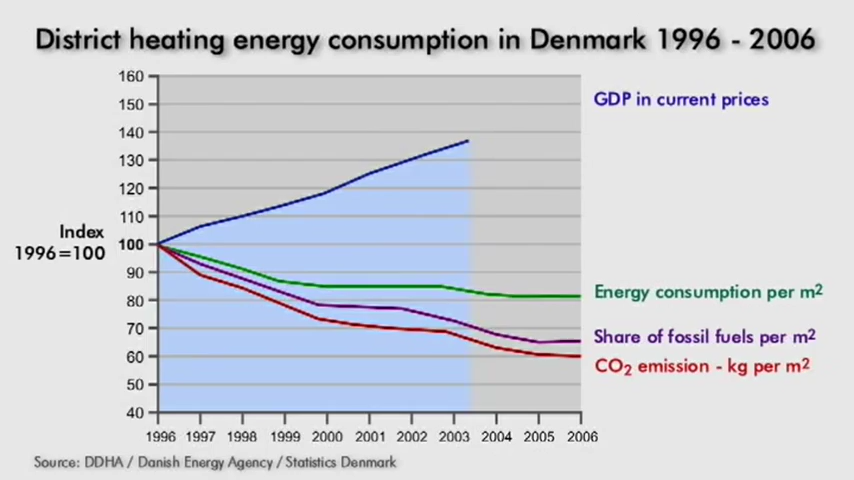 District heating energy consumption in Denmark 1996 - 2006
160
150
140
130
120
110
100
90
80
70
60
50
40
Index
1996=100
GDP in current prices
Energy consumption per m2
Share of fossil fuels per m2
CO2 emission - kg per m2
1996 1997 1998 1999 2000 2001 2002 2003 2004 2005 2006
Source: DDHA / Danish Energy Agency / Statistics Denmark